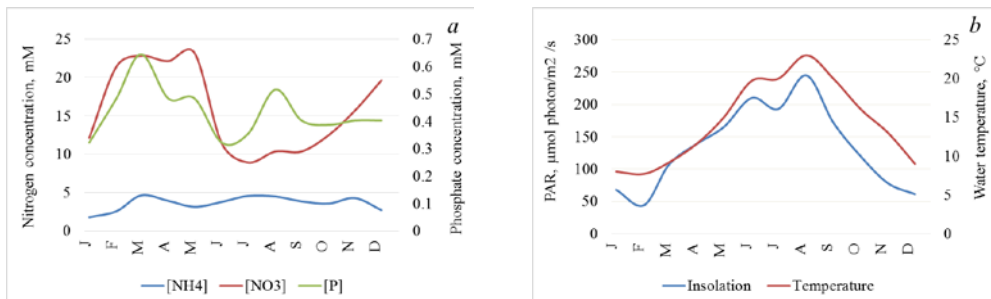 a
Nitrogen concentration, mM
25
20
15
10
5
0
Phosphate concentration, mM
0.7
0.6
0.5
0.4
0.3
0.2
0.1
0
J F M A M J J A S O N D
[NH4] [NO3] [P]
b
PAR, μmol photon/m2 /s
300
250
200
150
100
50
0
Water temperature, °C
25
20
15
10
5
0
J F M A M J J A S O N D
Insolation Temperature